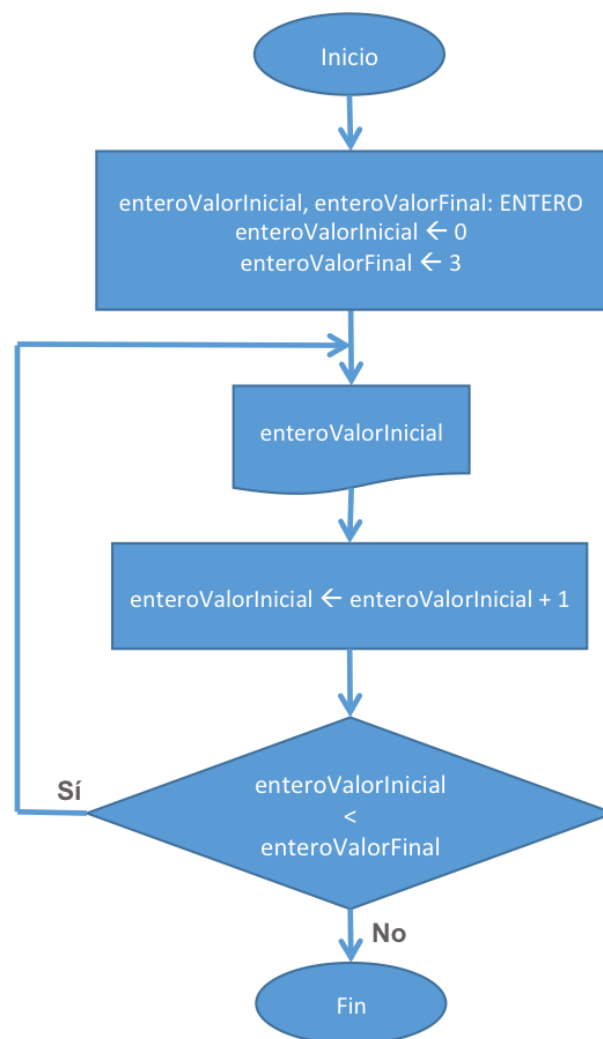 Inicio
enteroValorInicial, enteroValorFinal: ENTERO
enteroValorInicial ← 0
enteroValorFinal ← 3
enteroValorInicial
enteroValorInicial ← enteroValorInicial + 1
enteroValorInicial
<
enteroValorFinal
Sí
No
Fin